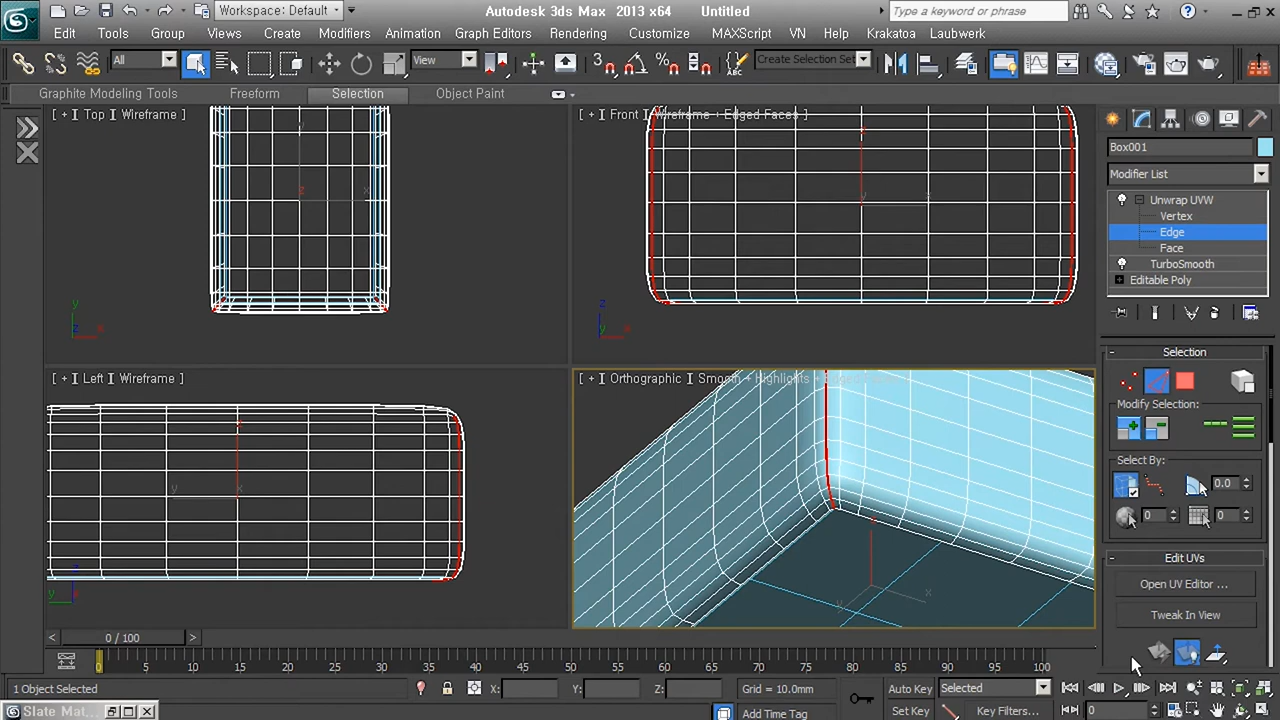 Workspace: Default
Autodesk 3ds Max 2013 x64 Untitled
Type a keyword or phrase
Edit Tools Group Views Create Modifiers Animation Graph Editors Rendering Customize MAXScript VN Help Krakatoa Laubwerk
All View Create Selection Set
Graphite Modeling Tools Freeform Selection Object Paint
[ + ] Top ] Wireframe ]
[ + ] Front ] Wireframe + Edged Faces ]
[ + ] Left ] Wireframe ]
[ + ] Orthographic ] Smooth + Highlights +
Box001
Modifier List
Unwrap UVW
Vertex
Edge
Face
TurboSmooth
Editable Poly
Selection
Modify Selection:
Select By:
0.0
0 0
Edit UVs
Open UV Editor ...
Tweak In View
0 / 100
0 5 10 15 20 25 30 35 40 45 50 55 60 65 70 75 80 85 90 95 100
1 Object Selected X: Y: Z: Grid = 10.0mm Auto Key Selected
Slate Mat... Add Time Tag Set Key Key Filters... 0